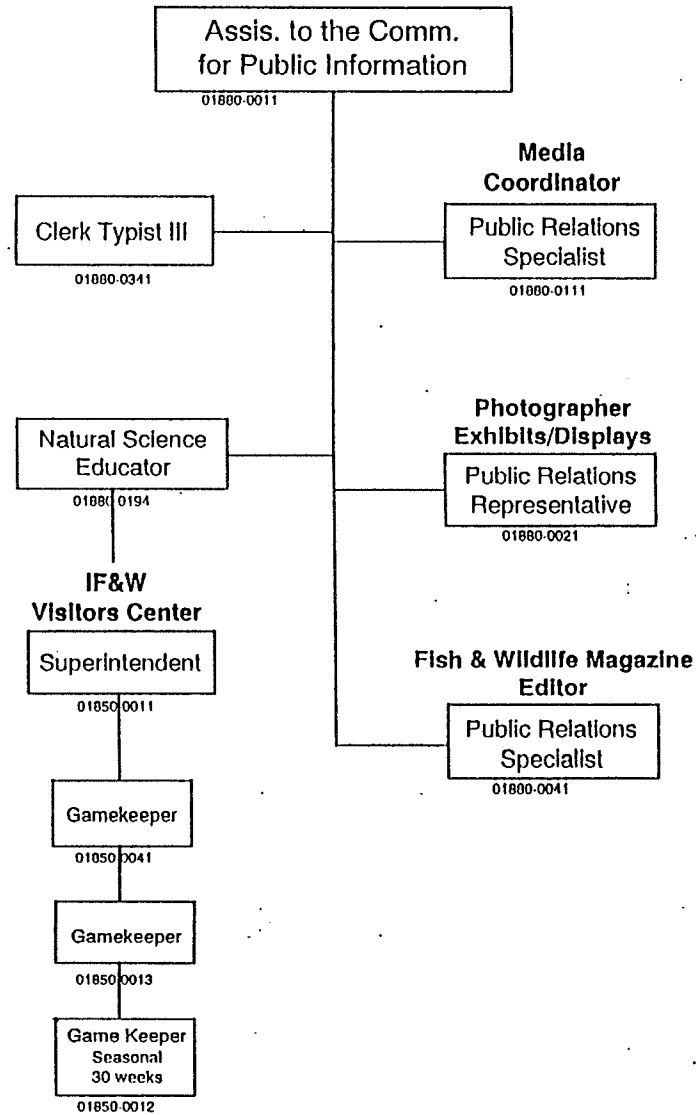 Assis. to the Comm.
for Public Information
01880-0011
Clerk Typist III
01880-0341
Media
Coordinator
Public Relations
Specialist
01880-0111
Natural Science
Educator
01880-0194
Photographer
Exhibits/Displays
Public Relations
Representative
01880-0021
IF&W
Visitors Center
Superintendent
01850-0011
Fish & Wildlife Magazine
Editor
Public Relations
Specialist
01880-0041
Gamekeeper
01850-0041
Gamekeeper
01850-0013
Game Keeper
Seasonal
30 weeks
01850-0012